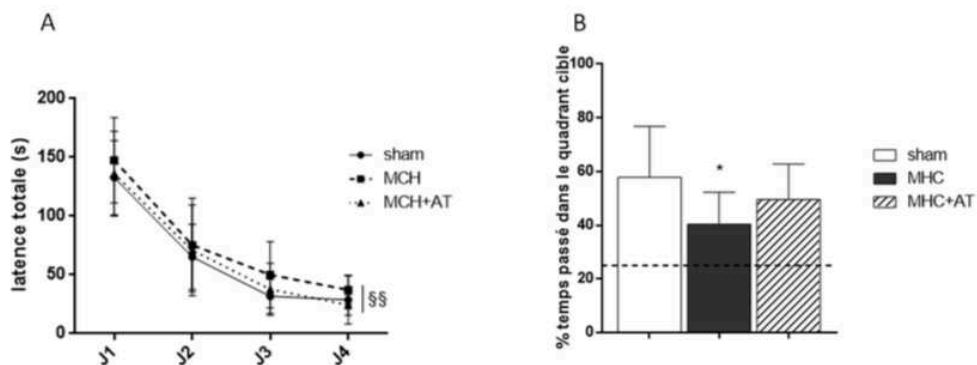 A
latence totale (s)
200
150
100
50
0
J1
J2
J3
J4
sham
MCH
MCH+AT
§§
B
% temps passé dans le quadrant cible
100
80
60
40
20
0
*
sham
MHC
MHC+AT